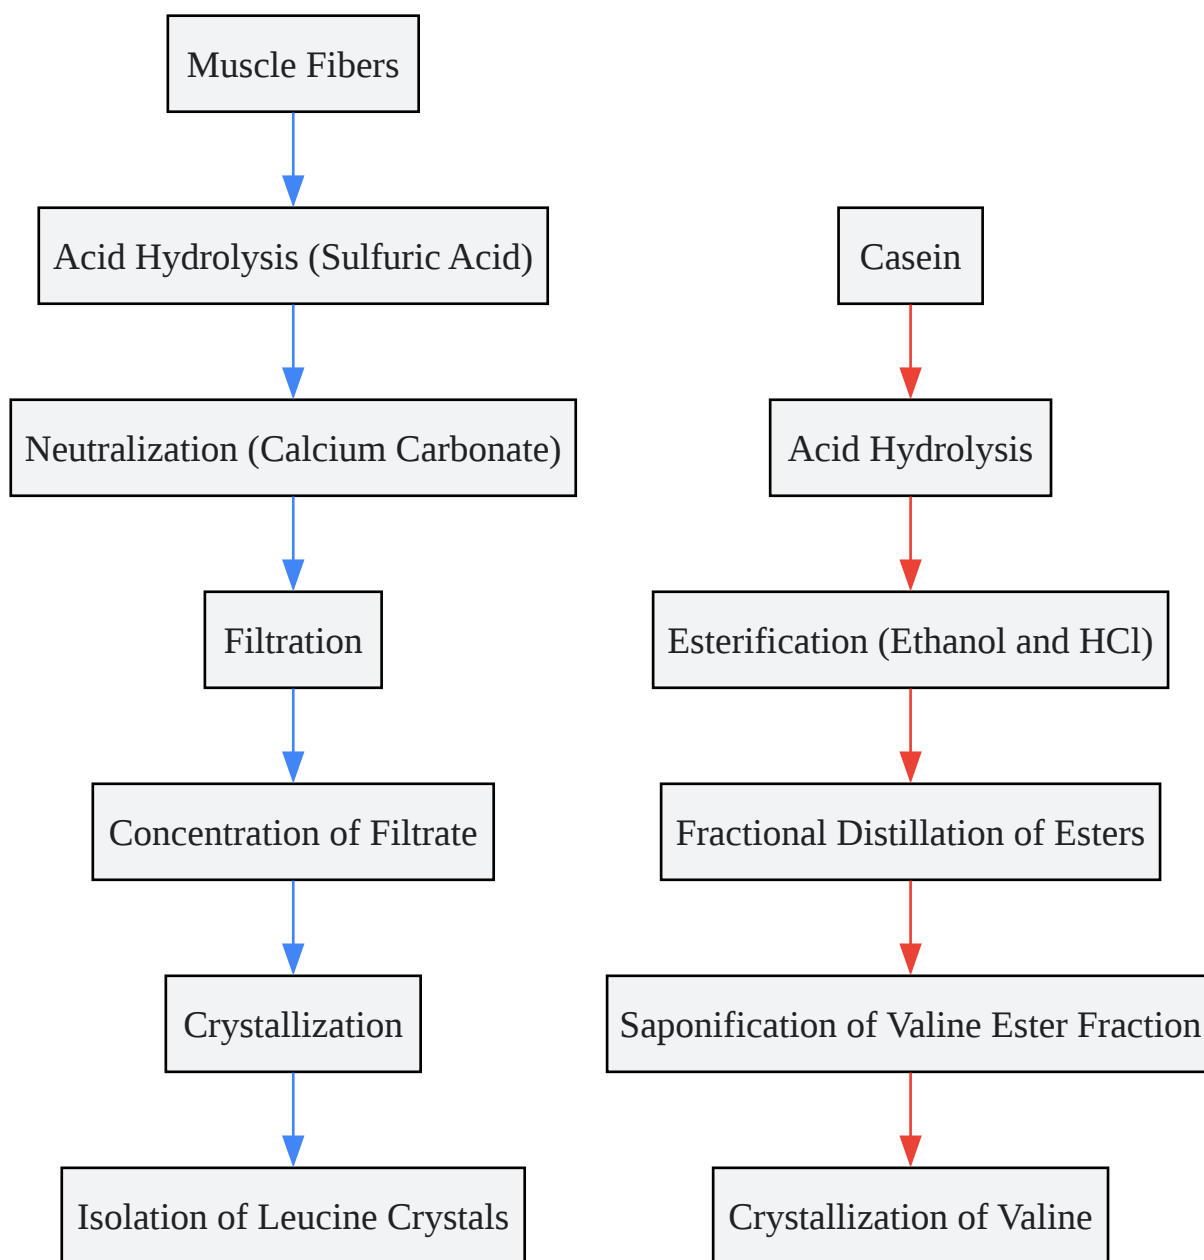 Muscle Fibers
Acid Hydrolysis (Sulfuric Acid)
Neutralization (Calcium Carbonate)
Filtration
Concentration of Filtrate
Crystallization
Isolation of Leucine Crystals
Casein
Acid Hydrolysis
Esterification (Ethanol and HCl)
Fractional Distillation of Esters
Saponification of Valine Ester Fraction
Crystallization of Valine